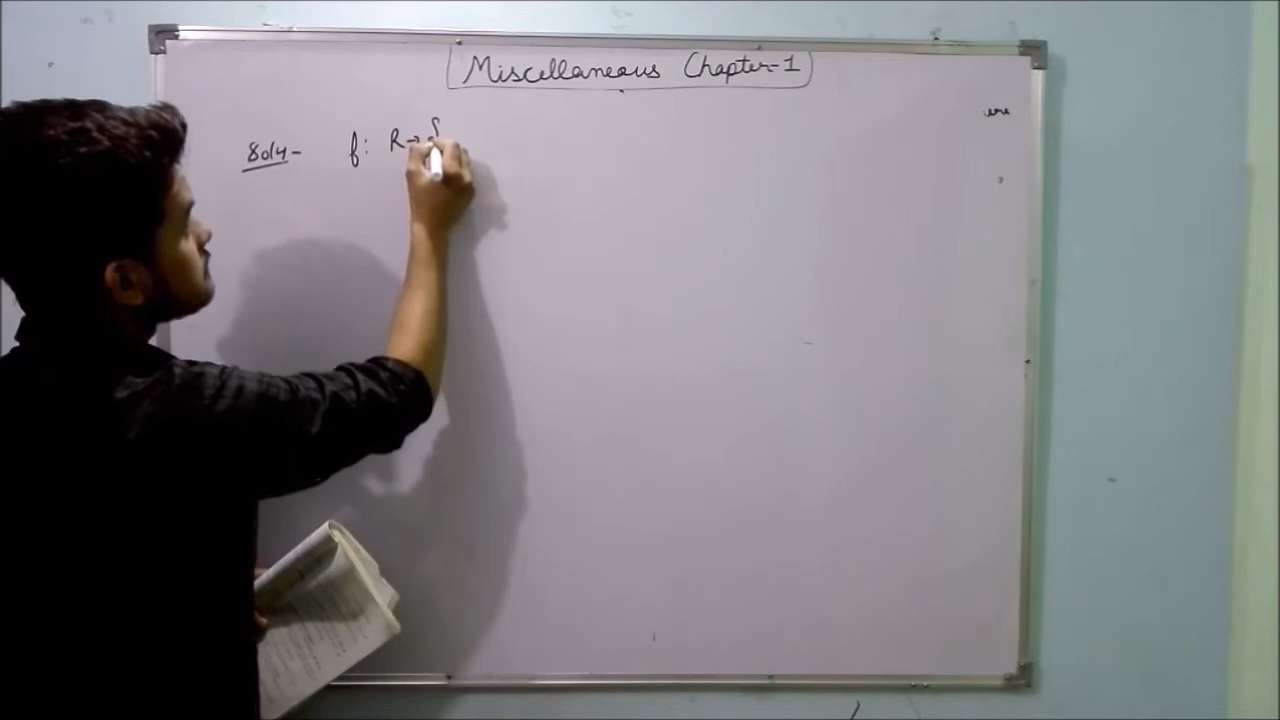 Miscellaneous Chapter-1
Sol4- f: R→